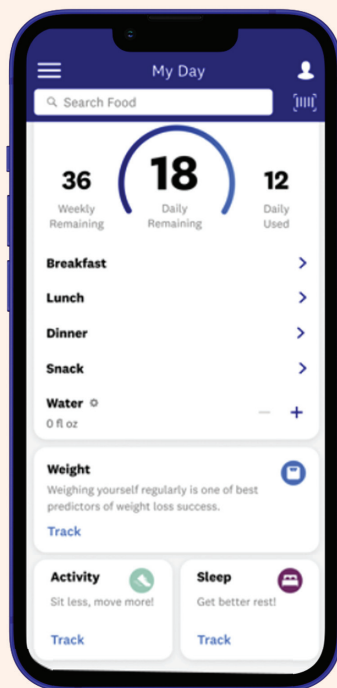 My Day
Search Food
36
Weekly
Remaining
18
Daily
Remaining
12
Daily
Used
Breakfast
Lunch
Dinner
Snack
Water
0 fl oz
Weight
Weighing yourself regularly is one of best
predictors of weight loss success.
Track
Activity
Sit less, move more!
Track
Sleep
Get better rest!
Track